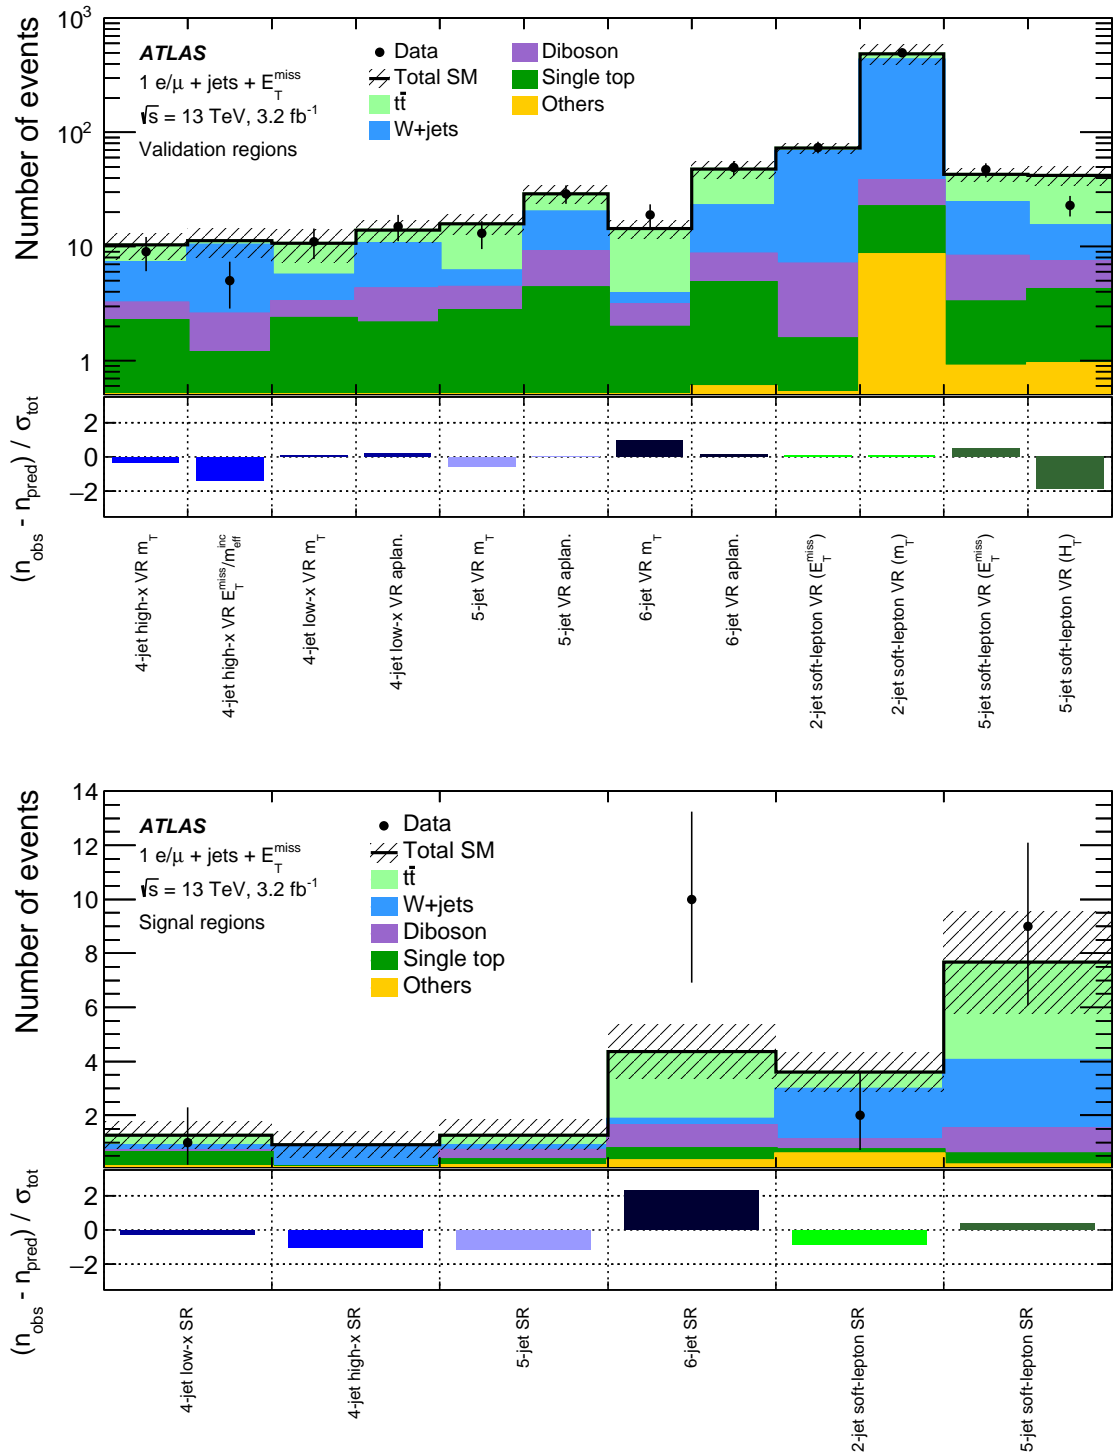 10³
10²
10
1
Number of events
ATLAS
1 e/μ + jets + E_T^miss
√s = 13 TeV, 3.2 fb⁻¹
Validation regions
Data
Total SM
tt̄
W+jets
Diboson
Single top
Others
2
0
−2
(n_obs - n_pred) / σ_tot
4-jet high-x VR m_T
4-jet high-x VR E_T^miss/m_eff^inc
4-jet low-x VR m_T
4-jet low-x VR aplan.
5-jet VR m_T
5-jet VR aplan.
6-jet VR m_T
6-jet VR aplan.
2-jet soft-lepton VR (E_T^miss)
2-jet soft-lepton VR (m_T)
5-jet soft-lepton VR (E_T^miss)
5-jet soft-lepton VR (H_T)
14
12
10
8
6
4
2
Number of events
ATLAS
1 e/μ + jets + E_T^miss
√s = 13 TeV, 3.2 fb⁻¹
Signal regions
Data
Total SM
tt̄
W+jets
Diboson
Single top
Others
2
0
−2
(n_obs - n_pred) / σ_tot
4-jet low-x SR
4-jet high-x SR
5-jet SR
6-jet SR
2-jet soft-lepton SR
5-jet soft-lepton SR